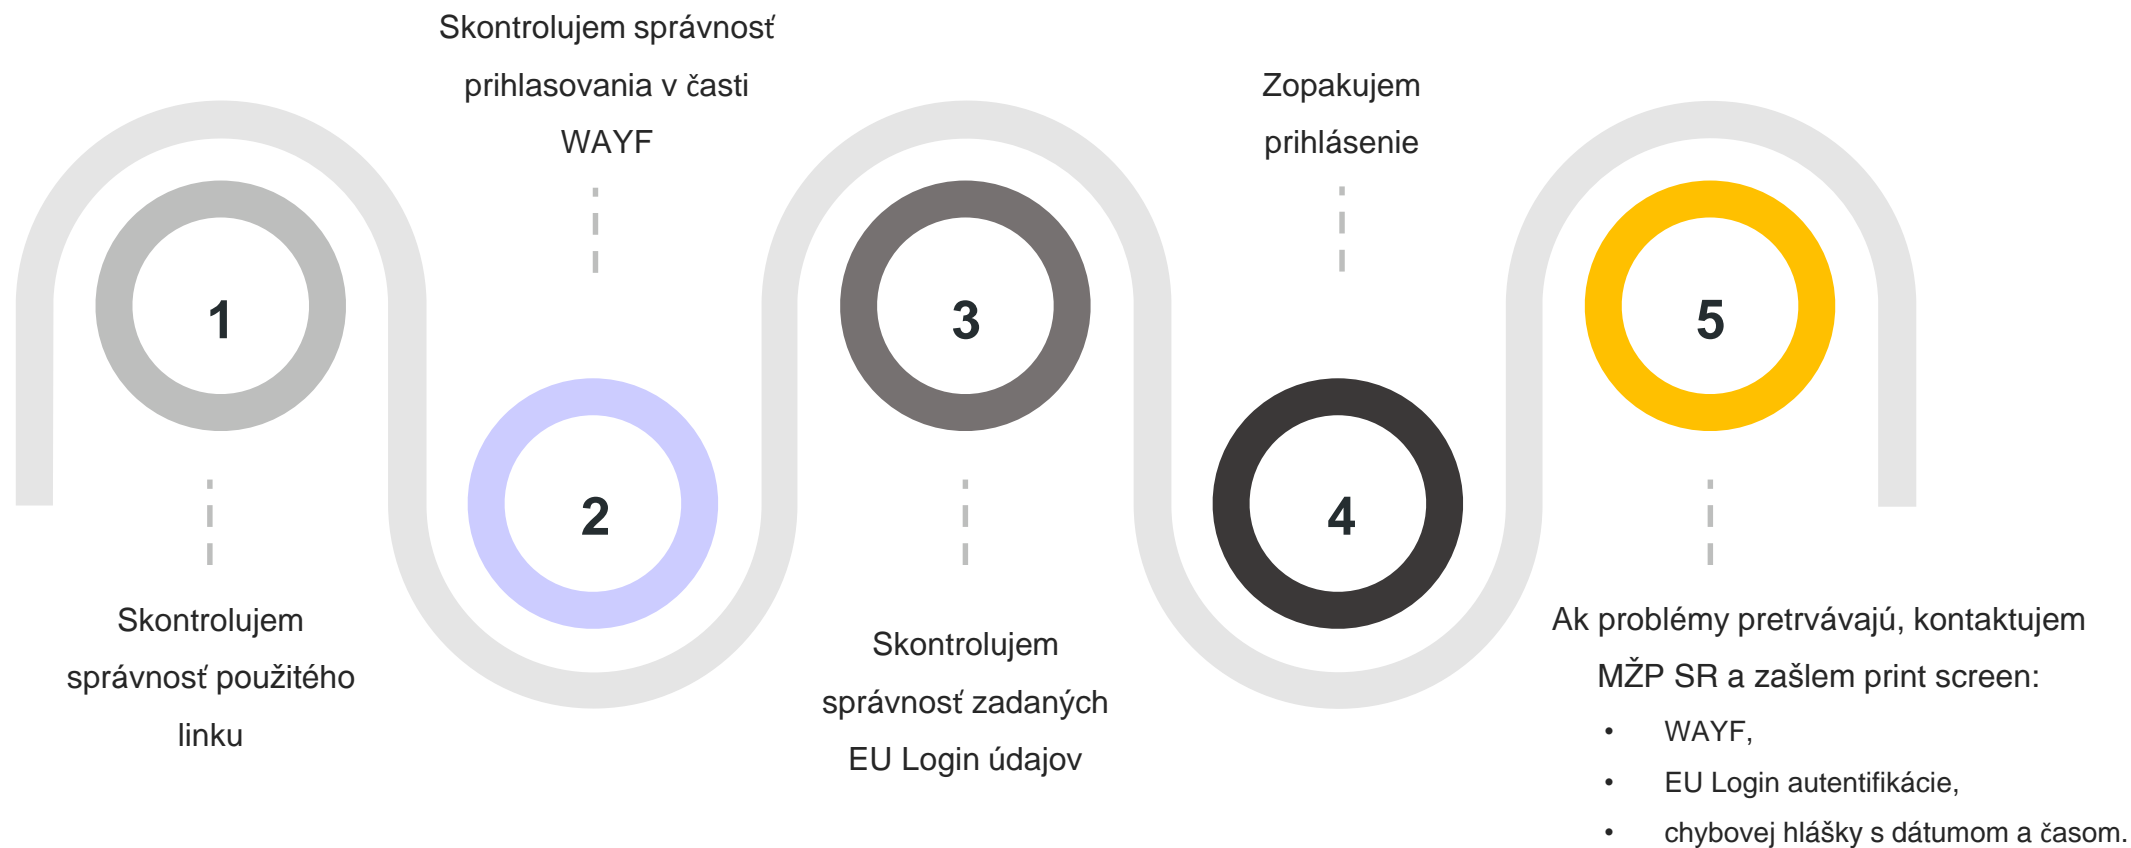 1
Skontrolujem
správnosť použitého
linku
Skontrolujem správnosť
prihlasovania v časti
WAYF
2
3
Skontrolujem
správnosť zadaných
EU Login údajov
Zopakujem
prihlásenie
4
5
Ak problémy pretrvávajú, kontaktujem
MŽP SR a zašlem print screen:
• WAYF,
• EU Login autentifikácie,
• chybovej hlášky s dátumom a časom.